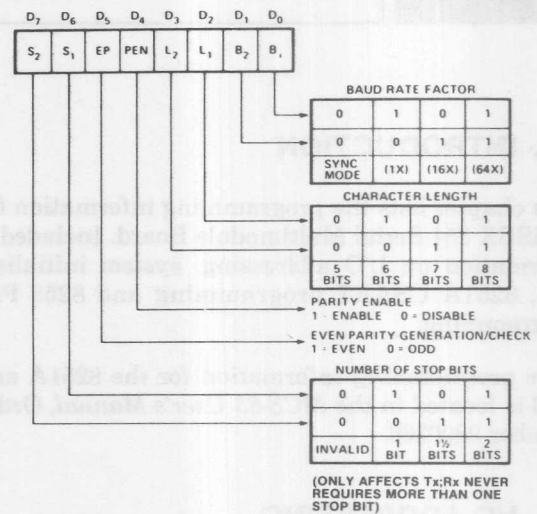 D7 D6 D5 D4 D3 D2 D1 D0
S2 S1 EP PEN L2 L1 B2 B1
BAUD RATE FACTOR
0 1 0 1
0 0 1 1
SYNC MODE (1X) (16X) (64X)
CHARACTER LENGTH
0 1 0 1
0 0 1 1
5 BITS 6 BITS 7 BITS 8 BITS
PARITY ENABLE
1 - ENABLE 0 = DISABLE
EVEN PARITY GENERATION/CHECK
1 - EVEN 0 = ODD
NUMBER OF STOP BITS
0 1 0 1
0 0 1 1
INVALID 1 BIT 1½ BITS 2 BITS
(ONLY AFFECTS Tx;Rx NEVER
REQUIRES MORE THAN ONE
STOP BIT)